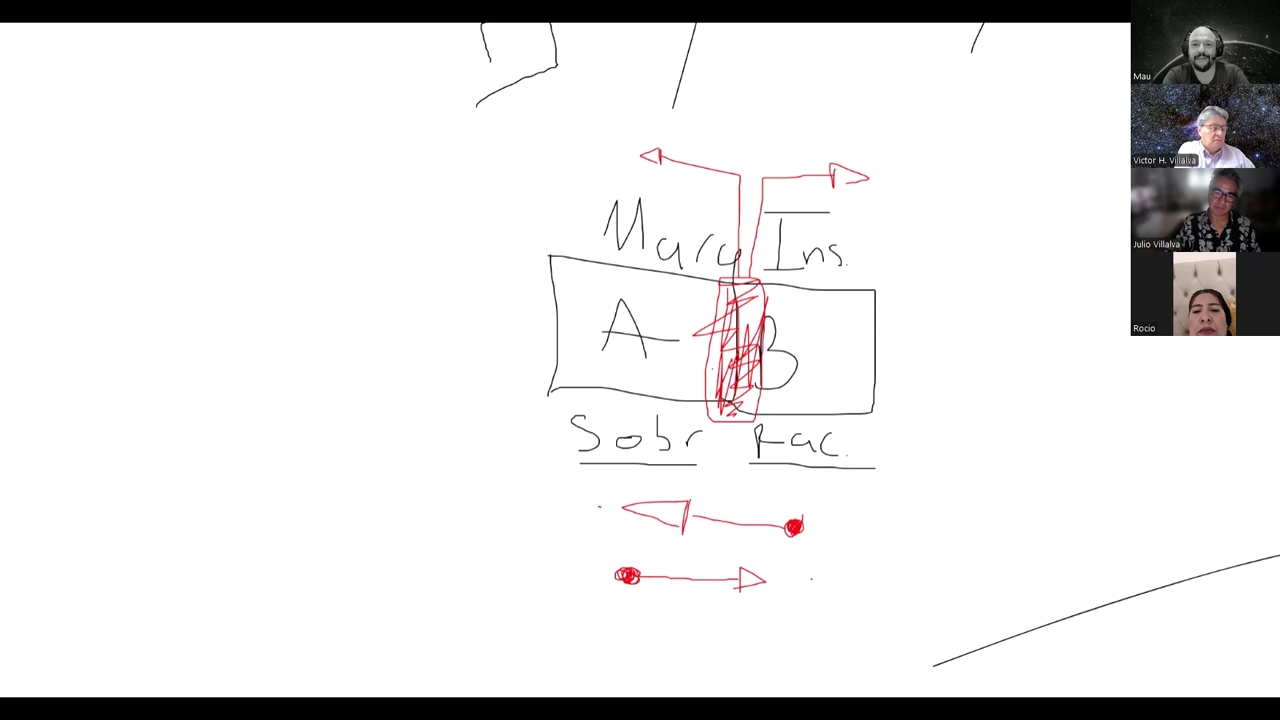 Marc Ins.
A B
Sobr Rac.
Mau
Victor H. Villalva
Julio Villalva
Rocio